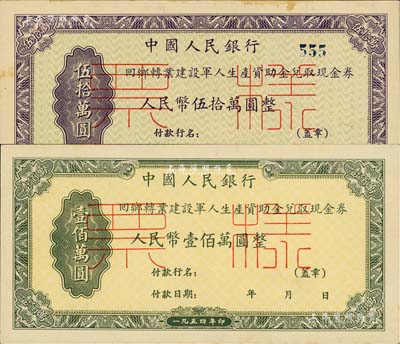 中國人民銀行
555
回鄉轉業建設軍人生產資助金兌取現金券
伍拾萬圓
人民幣伍拾萬圓整
票樣
付款行名： （蓋章）
中國人民銀行
回鄉轉業建設軍人生產資助金兌取現金券
壹佰萬圓
人民幣壹佰萬圓整
票樣
付款行名： （蓋章）
付款日期： 年 月 日
一九五四年印